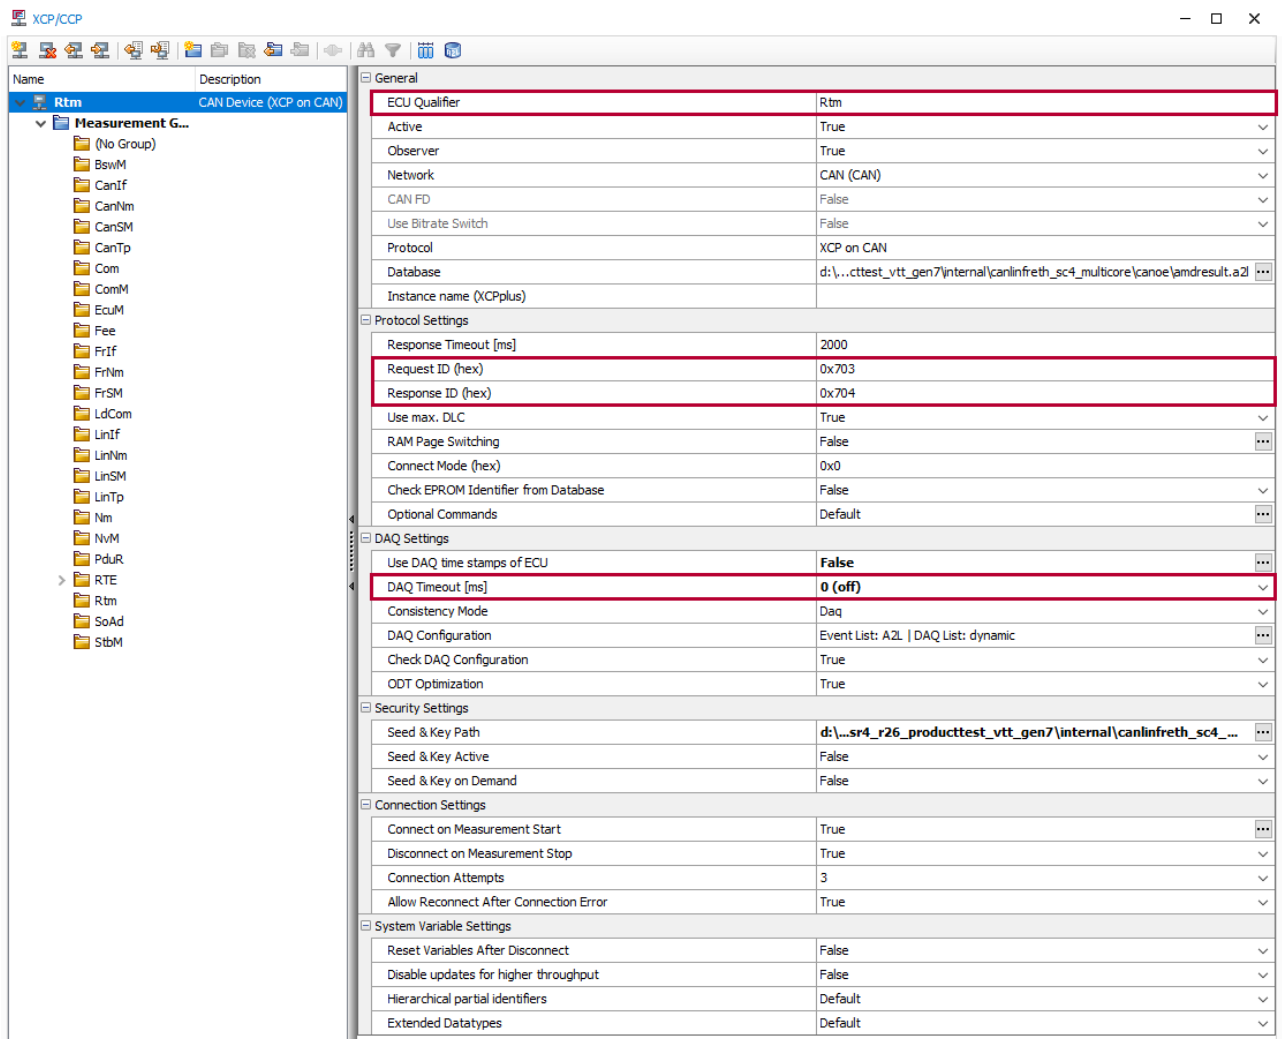 XCP/CCP
Name Description
Rtm CAN Device (XCP on CAN)
Measurement G...
(No Group)
BswM
CanIf
CanNm
CanSM
CanTp
Com
ComM
EcuM
Fee
FrIf
FrNm
FrSM
LdCom
LinIf
LinNm
LinSM
LinTp
Nm
NvM
PduR
RTE
Rtm
SoAd
StbM
General
ECU Qualifier Rtm
Active True
Observer True
Network CAN (CAN)
CAN FD False
Use Bitrate Switch False
Protocol XCP on CAN
Database d:\...cttest_vtt_gen7\internal\canlinfreth_sc4_multicore\canoe\amdresult.a2l ...
Instance name (XCPplus)
Protocol Settings
Response Timeout [ms] 2000
Request ID (hex) 0x703
Response ID (hex) 0x704
Use max. DLC True
RAM Page Switching False ...
Connect Mode (hex) 0x0
Check EPROM Identifier from Database False
Optional Commands Default ...
DAQ Settings
Use DAQ time stamps of ECU False ...
DAQ Timeout [ms] 0 (off)
Consistency Mode Daq
DAQ Configuration Event List: A2L | DAQ List: dynamic ...
Check DAQ Configuration True
ODT Optimization True
Security Settings
Seed & Key Path d:\...sr4_r26_producttest_vtt_gen7\internal\canlinfreth_sc4_... ...
Seed & Key Active False
Seed & Key on Demand False
Connection Settings
Connect on Measurement Start True ...
Disconnect on Measurement Stop True
Connection Attempts 3
Allow Reconnect After Connection Error True
System Variable Settings
Reset Variables After Disconnect False
Disable updates for higher throughput False
Hierarchical partial identifiers Default
Extended Datatypes Default